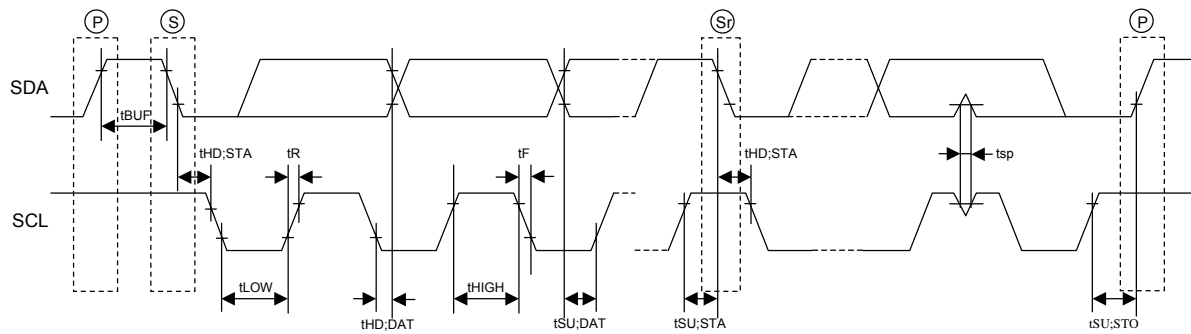 P S Sr P
SDA
tBUF
tHD;STA tR tF tHD;STA tsp
SCL
tLOW tHIGH
tHD;DAT tSU;DAT tSU;STA tSU;STO